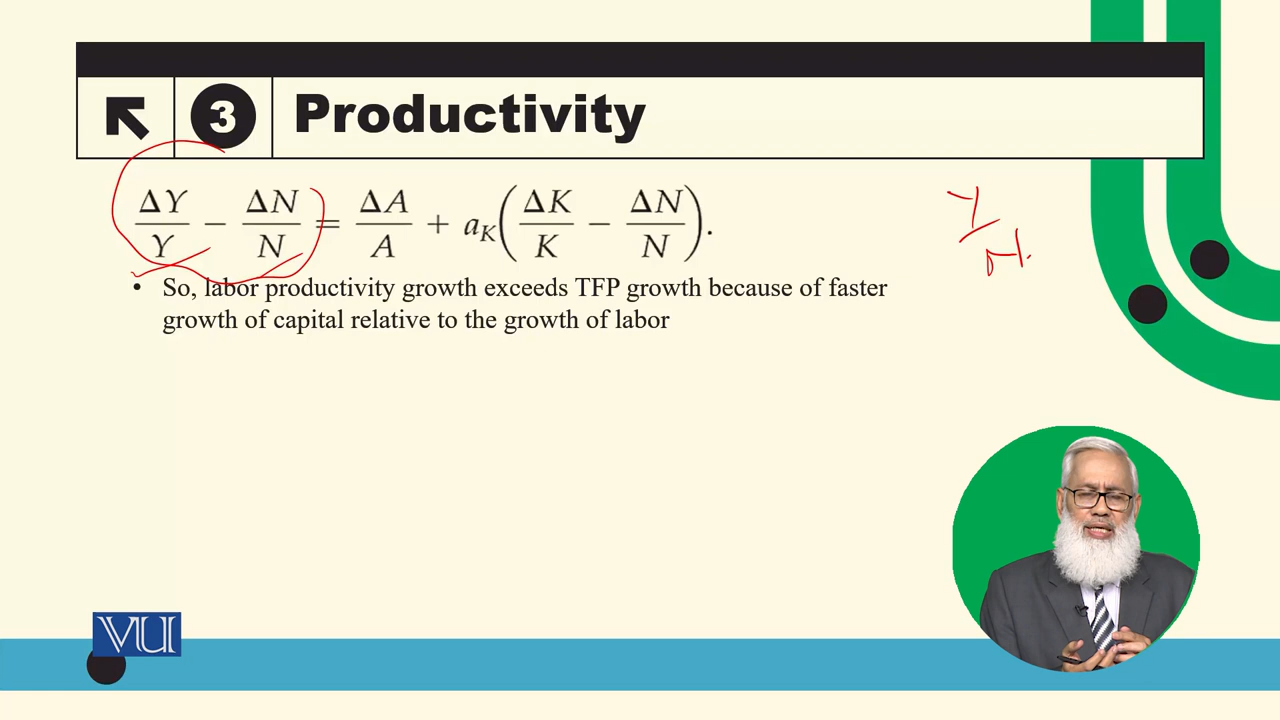 3 Productivity
ΔY/Y − ΔN/N = ΔA/A + aK(ΔK/K − ΔN/N).
Y/N
• So, labor productivity growth exceeds TFP growth because of faster
growth of capital relative to the growth of labor
VU